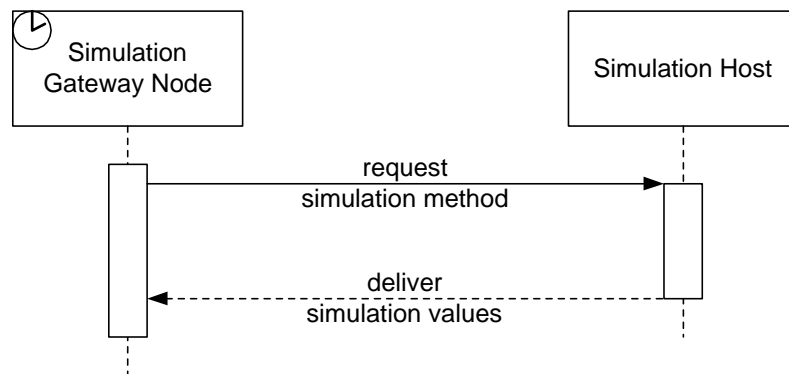 Simulation
Gateway Node
Simulation Host
request
simulation method
deliver
simulation values